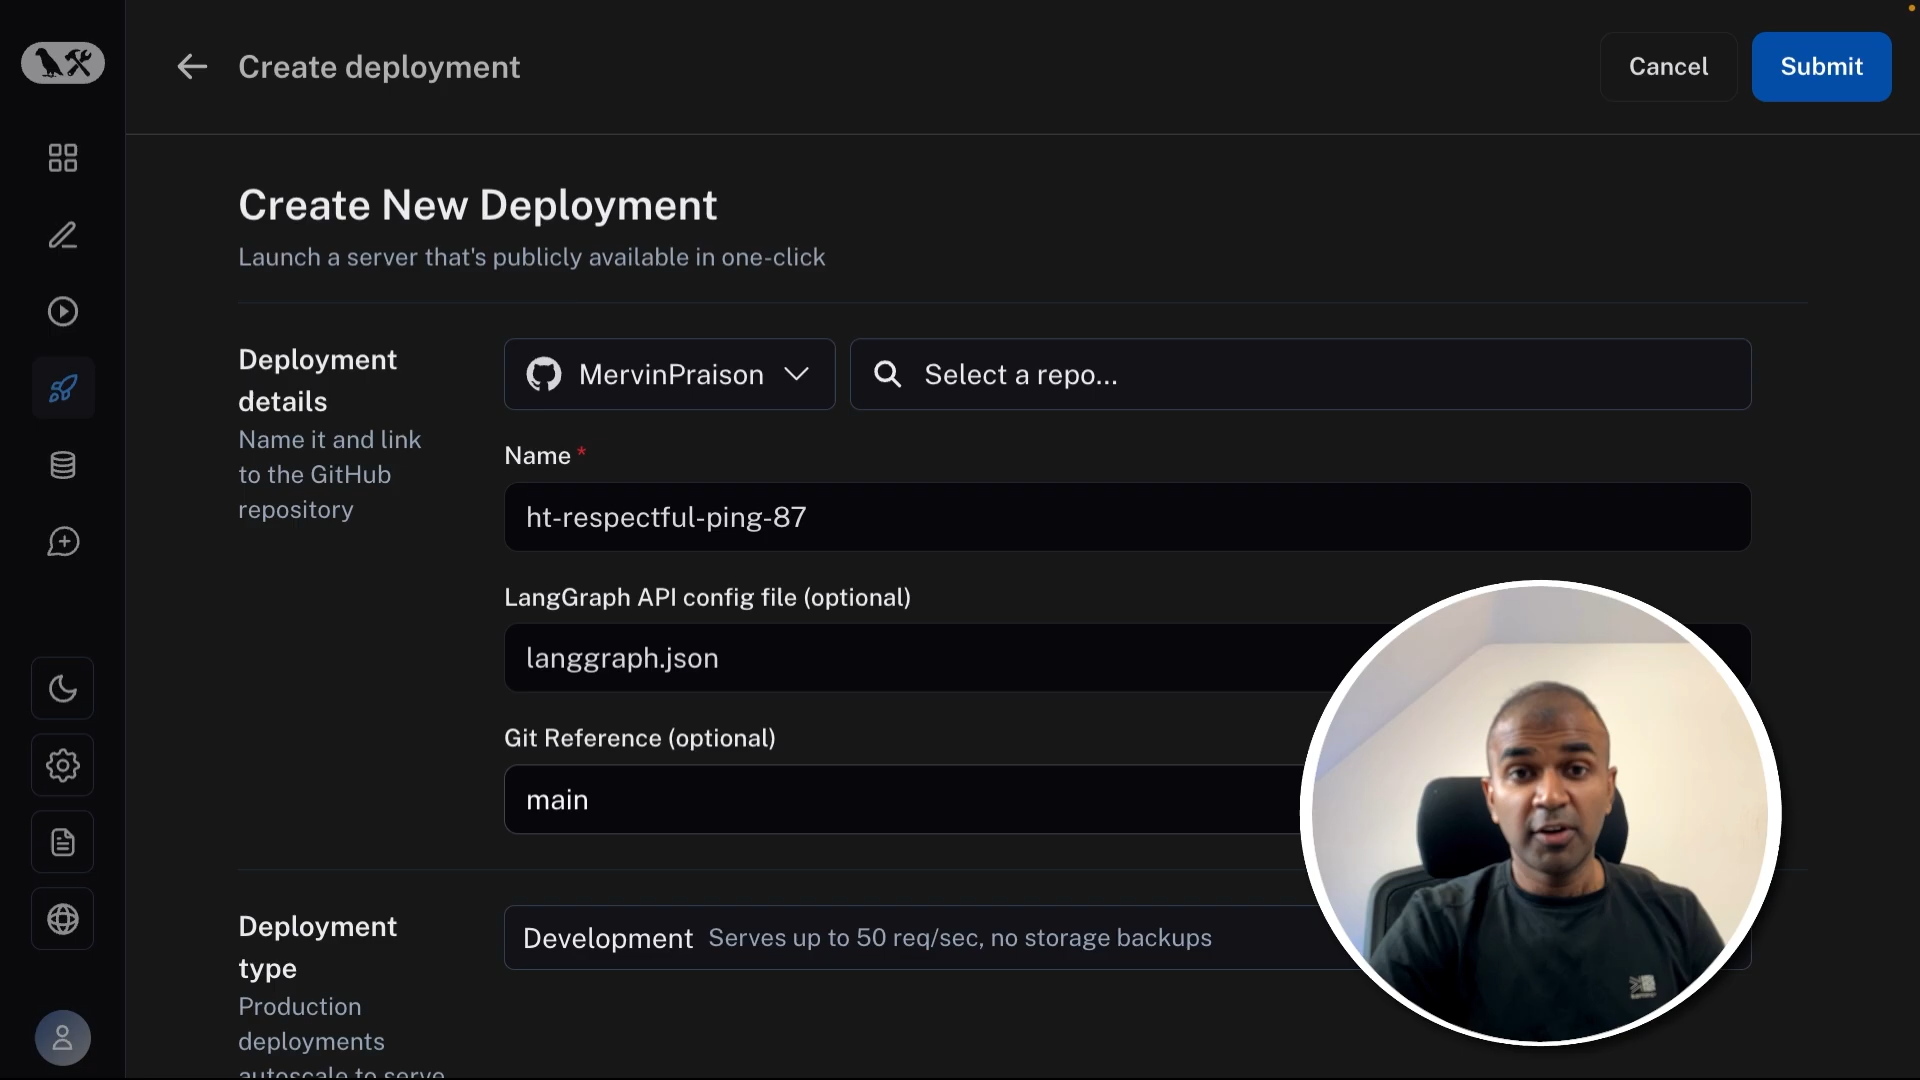 Create deployment
Cancel
Submit
Create New Deployment
Launch a server that's publicly available in one-click
Deployment
details
Name it and link
to the GitHub
repository
MervinPraison
Select a repo...
Name *
ht-respectful-ping-87
LangGraph API config file (optional)
langgraph.json
Git Reference (optional)
main
Deployment
type
Production
deployments
autoscale to serve
Development Serves up to 50 req/sec, no storage backups